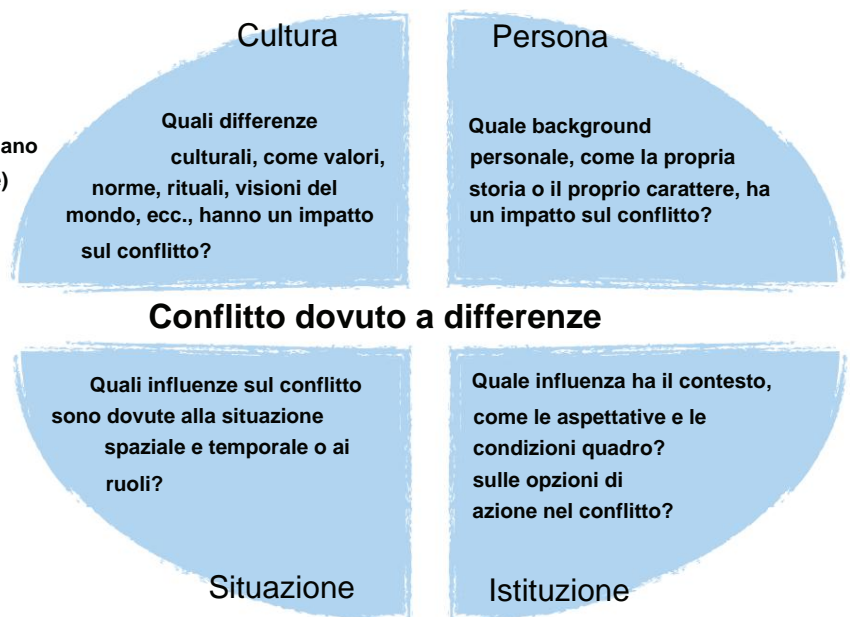 Cultura
Quali differenze
culturali, come valori,
norme, rituali, visioni del
mondo, ecc., hanno un impatto
sul conflitto?
Persona
Quale background
personale, come la propria
storia o il proprio carattere, ha
un impatto sul conflitto?
Conflitto dovuto a differenze
Quali influenze sul conflitto
sono dovute alla situazione
spaziale e temporale o ai
ruoli?
Situazione
Quale influenza ha il contesto,
come le aspettative e le
condizioni quadro?
sulle opzioni di
azione nel conflitto?
Istituzione